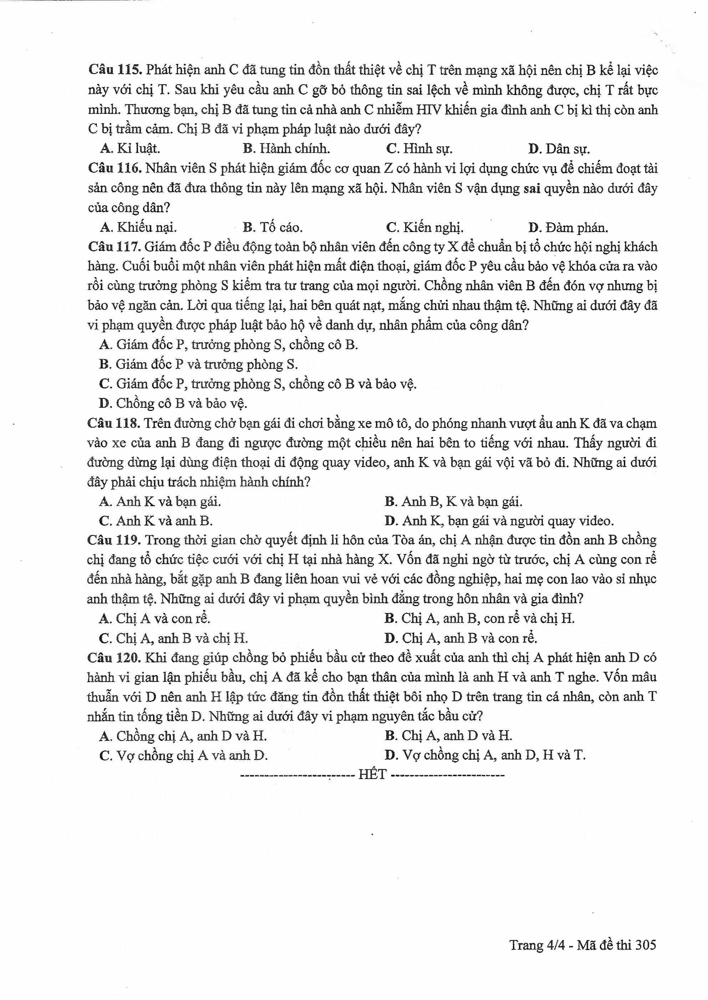 Câu 115. Phát hiện anh C đã tung tin đồn thất thiệt về chị T trên mạng xã hội nên chị B kể lại việc
này với chị T. Sau khi yêu cầu anh C gỡ bỏ thông tin sai lệch về mình không được, chị T rất bực
mình. Thương bạn, chị B đã tung tin cả nhà anh C nhiễm HIV khiến gia đình anh C bị kì thị còn anh
C bị trầm cảm. Chị B đã vi phạm pháp luật nào dưới đây?
A. Kỉ luật. B. Hành chính. C. Hình sự. D. Dân sự.
Câu 116. Nhân viên S phát hiện giám đốc cơ quan Z có hành vi lợi dụng chức vụ để chiếm đoạt tài
sản công nên đã đưa thông tin này lên mạng xã hội. Nhân viên S vận dụng sai quyền nào dưới đây
của công dân?
A. Khiếu nại. B. Tố cáo. C. Kiến nghị. D. Đàm phán.
Câu 117. Giám đốc P điều động toàn bộ nhân viên đến công ty X để chuẩn bị tổ chức hội nghị khách
hàng. Cuối buổi một nhân viên phát hiện mất điện thoại, giám đốc P yêu cầu bảo vệ khóa cửa ra vào
rồi cùng trưởng phòng S kiểm tra tư trang của mọi người. Chồng nhân viên B đến đón vợ nhưng bị
bảo vệ ngăn cản. Lời qua tiếng lại, hai bên quát nạt, mắng chửi nhau thậm tệ. Những ai dưới đây đã
vi phạm quyền được pháp luật bảo hộ về danh dự, nhân phẩm của công dân?
A. Giám đốc P, trưởng phòng S, chồng cô B.
B. Giám đốc P và trưởng phòng S.
C. Giám đốc P, trưởng phòng S, chồng cô B và bảo vệ.
D. Chồng cô B và bảo vệ.
Câu 118. Trên đường chở bạn gái đi chơi bằng xe mô tô, do phóng nhanh vượt ẩu anh K đã va chạm
vào xe của anh B đang đi ngược đường một chiều nên hai bên to tiếng với nhau. Thấy người đi
đường dừng lại dùng điện thoại di động quay video, anh K và bạn gái vội vã bỏ đi. Những ai dưới
đây phải chịu trách nhiệm hành chính?
A. Anh K và bạn gái. B. Anh B, K và bạn gái.
C. Anh K và anh B. D. Anh K, bạn gái và người quay video.
Câu 119. Trong thời gian chờ quyết định li hôn của Tòa án, chị A nhận được tin đồn anh B chồng
chị đang tổ chức tiệc cưới với chị H tại nhà hàng X. Vốn đã nghi ngờ từ trước, chị A cùng con rể
đến nhà hàng, bắt gặp anh B đang liên hoan vui vẻ với các đồng nghiệp, hai mẹ con lao vào sỉ nhục
anh thậm tệ. Những ai dưới đây vi phạm quyền bình đẳng trong hôn nhân và gia đình?
A. Chị A và con rể. B. Chị A, anh B, con rể và chị H.
C. Chị A, anh B và chị H. D. Chị A, anh B và con rể.
Câu 120. Khi đang giúp chồng bỏ phiếu bầu cử theo đề xuất của anh thì chị A phát hiện anh D có
hành vi gian lận phiếu bầu, chị A đã kể cho bạn thân của mình là anh H và anh T nghe. Vốn mâu
thuẫn với D nên anh H lập tức đăng tin đồn thất thiệt bôi nhọ D trên trang tin cá nhân, còn anh T
nhắn tin tống tiền D. Những ai dưới đây vi phạm nguyên tắc bầu cử?
A. Chồng chị A, anh D và H. B. Chị A, anh D và H.
C. Vợ chồng chị A và anh D. D. Vợ chồng chị A, anh D, H và T.
------------------------ HẾT ------------------------
Trang 4/4 - Mã đề thi 305